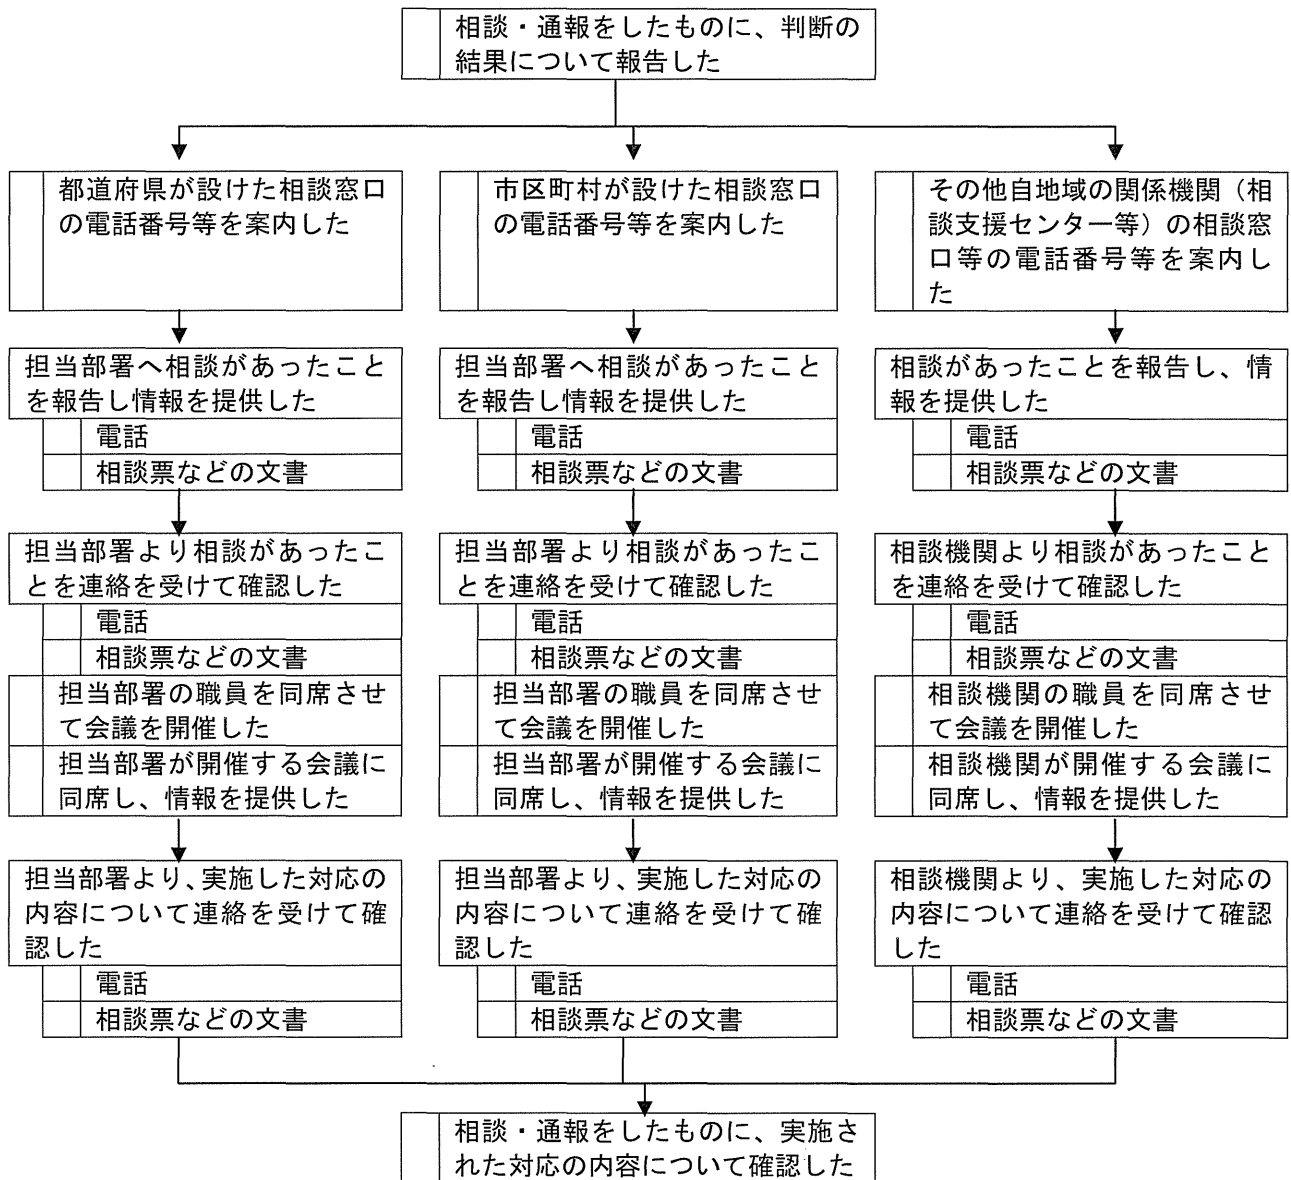 相談・通報をしたものに、判断の
結果について報告した
都道府県が設けた相談窓口
の電話番号等を案内した
市区町村が設けた相談窓口
の電話番号等を案内した
その他自地域の関係機関（相
談支援センター等）の相談窓
口等の電話番号等を案内し
た
担当部署へ相談があったこと
を報告し情報を提供した
電話
相談票などの文書
担当部署へ相談があったこと
を報告し情報を提供した
電話
相談票などの文書
相談があったことを報告し、情
報を提供した
電話
相談票などの文書
担当部署より相談があったこ
とを連絡を受けて確認した
電話
相談票などの文書
担当部署の職員を同席させ
て会議を開催した
担当部署が開催する会議に
同席し、情報を提供した
担当部署より相談があったこ
とを連絡を受けて確認した
電話
相談票などの文書
担当部署の職員を同席させ
て会議を開催した
担当部署が開催する会議に
同席し、情報を提供した
相談機関より相談があったこと
を連絡を受けて確認した
電話
相談票などの文書
相談機関の職員を同席させ
て会議を開催した
相談機関が開催する会議に
同席し、情報を提供した
担当部署より、実施した対応の
内容について連絡を受けて確
認した
電話
相談票などの文書
担当部署より、実施した対応の
内容について連絡を受けて確
認した
電話
相談票などの文書
相談機関より、実施した対応の
内容について連絡を受けて確認
した
電話
相談票などの文書
相談・通報をしたものに、実施さ
れた対応の内容について確認した